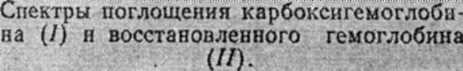 Спектры поглощения карбоксигемоглоби-
на (I) и восстановленного гемоглобина
(II).